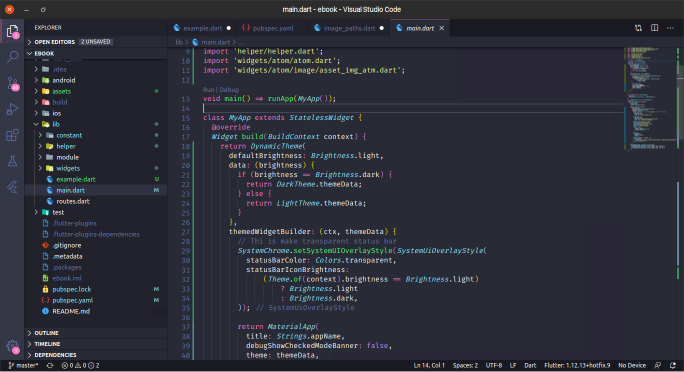 main.dart - ebook - Visual Studio Code
EXPLORER
OPEN EDITORS 2 UNSAVED
EBOOK
.idea
android
assets
build
ios
lib
constant
helper
module
widgets
example.dart U
main.dart M
routes.dart
test
.flutter-plugins
.flutter-plugins-dependencies
.gitignore
.metadata
.packages
ebook.iml
pubspec.lock M
pubspec.yaml M
README.md
OUTLINE
TIMELINE
DEPENDENCIES
example.dart
pubspec.yaml
image_paths.dart
main.dart
lib > main.dart > ...
9 import 'helper/helper.dart';
10 import 'widgets/atom/atom.dart';
11 import 'widgets/atom/image/asset_img_atm.dart';
12
Run | Debug
13 void main() => runApp(MyApp());
14
15 class MyApp extends StatelessWidget {
16 @override
17 Widget build(BuildContext context) {
18 return DynamicTheme(
19 defaultBrightness: Brightness.light,
20 data: (brightness) {
21 if (brightness == Brightness.dark) {
22 return DarkTheme.themeData;
23 } else {
24 return LightTheme.themeData;
25 }
26 },
27 themedWidgetBuilder: (ctx, themeData) {
28 // Thi is make transparent status bar
29 SystemChrome.setSystemUIOverlayStyle(SystemUiOverlayStyle(
30 statusBarColor: Colors.transparent,
31 statusBarIconBrightness:
32 (Theme.of(context).brightness == Brightness.light)
33 ? Brightness.light
34 : Brightness.dark,
35 )); // SystemUiOverlayStyle
36
37 return MaterialApp(
38 title: Strings.appName,
39 debugShowCheckedModeBanner: false,
40 theme: themeData,
master* 0 0 2 Ln 14, Col 1 Spaces: 2 UTF-8 LF Dart Flutter: 1.12.13+hotfix.9 No Device